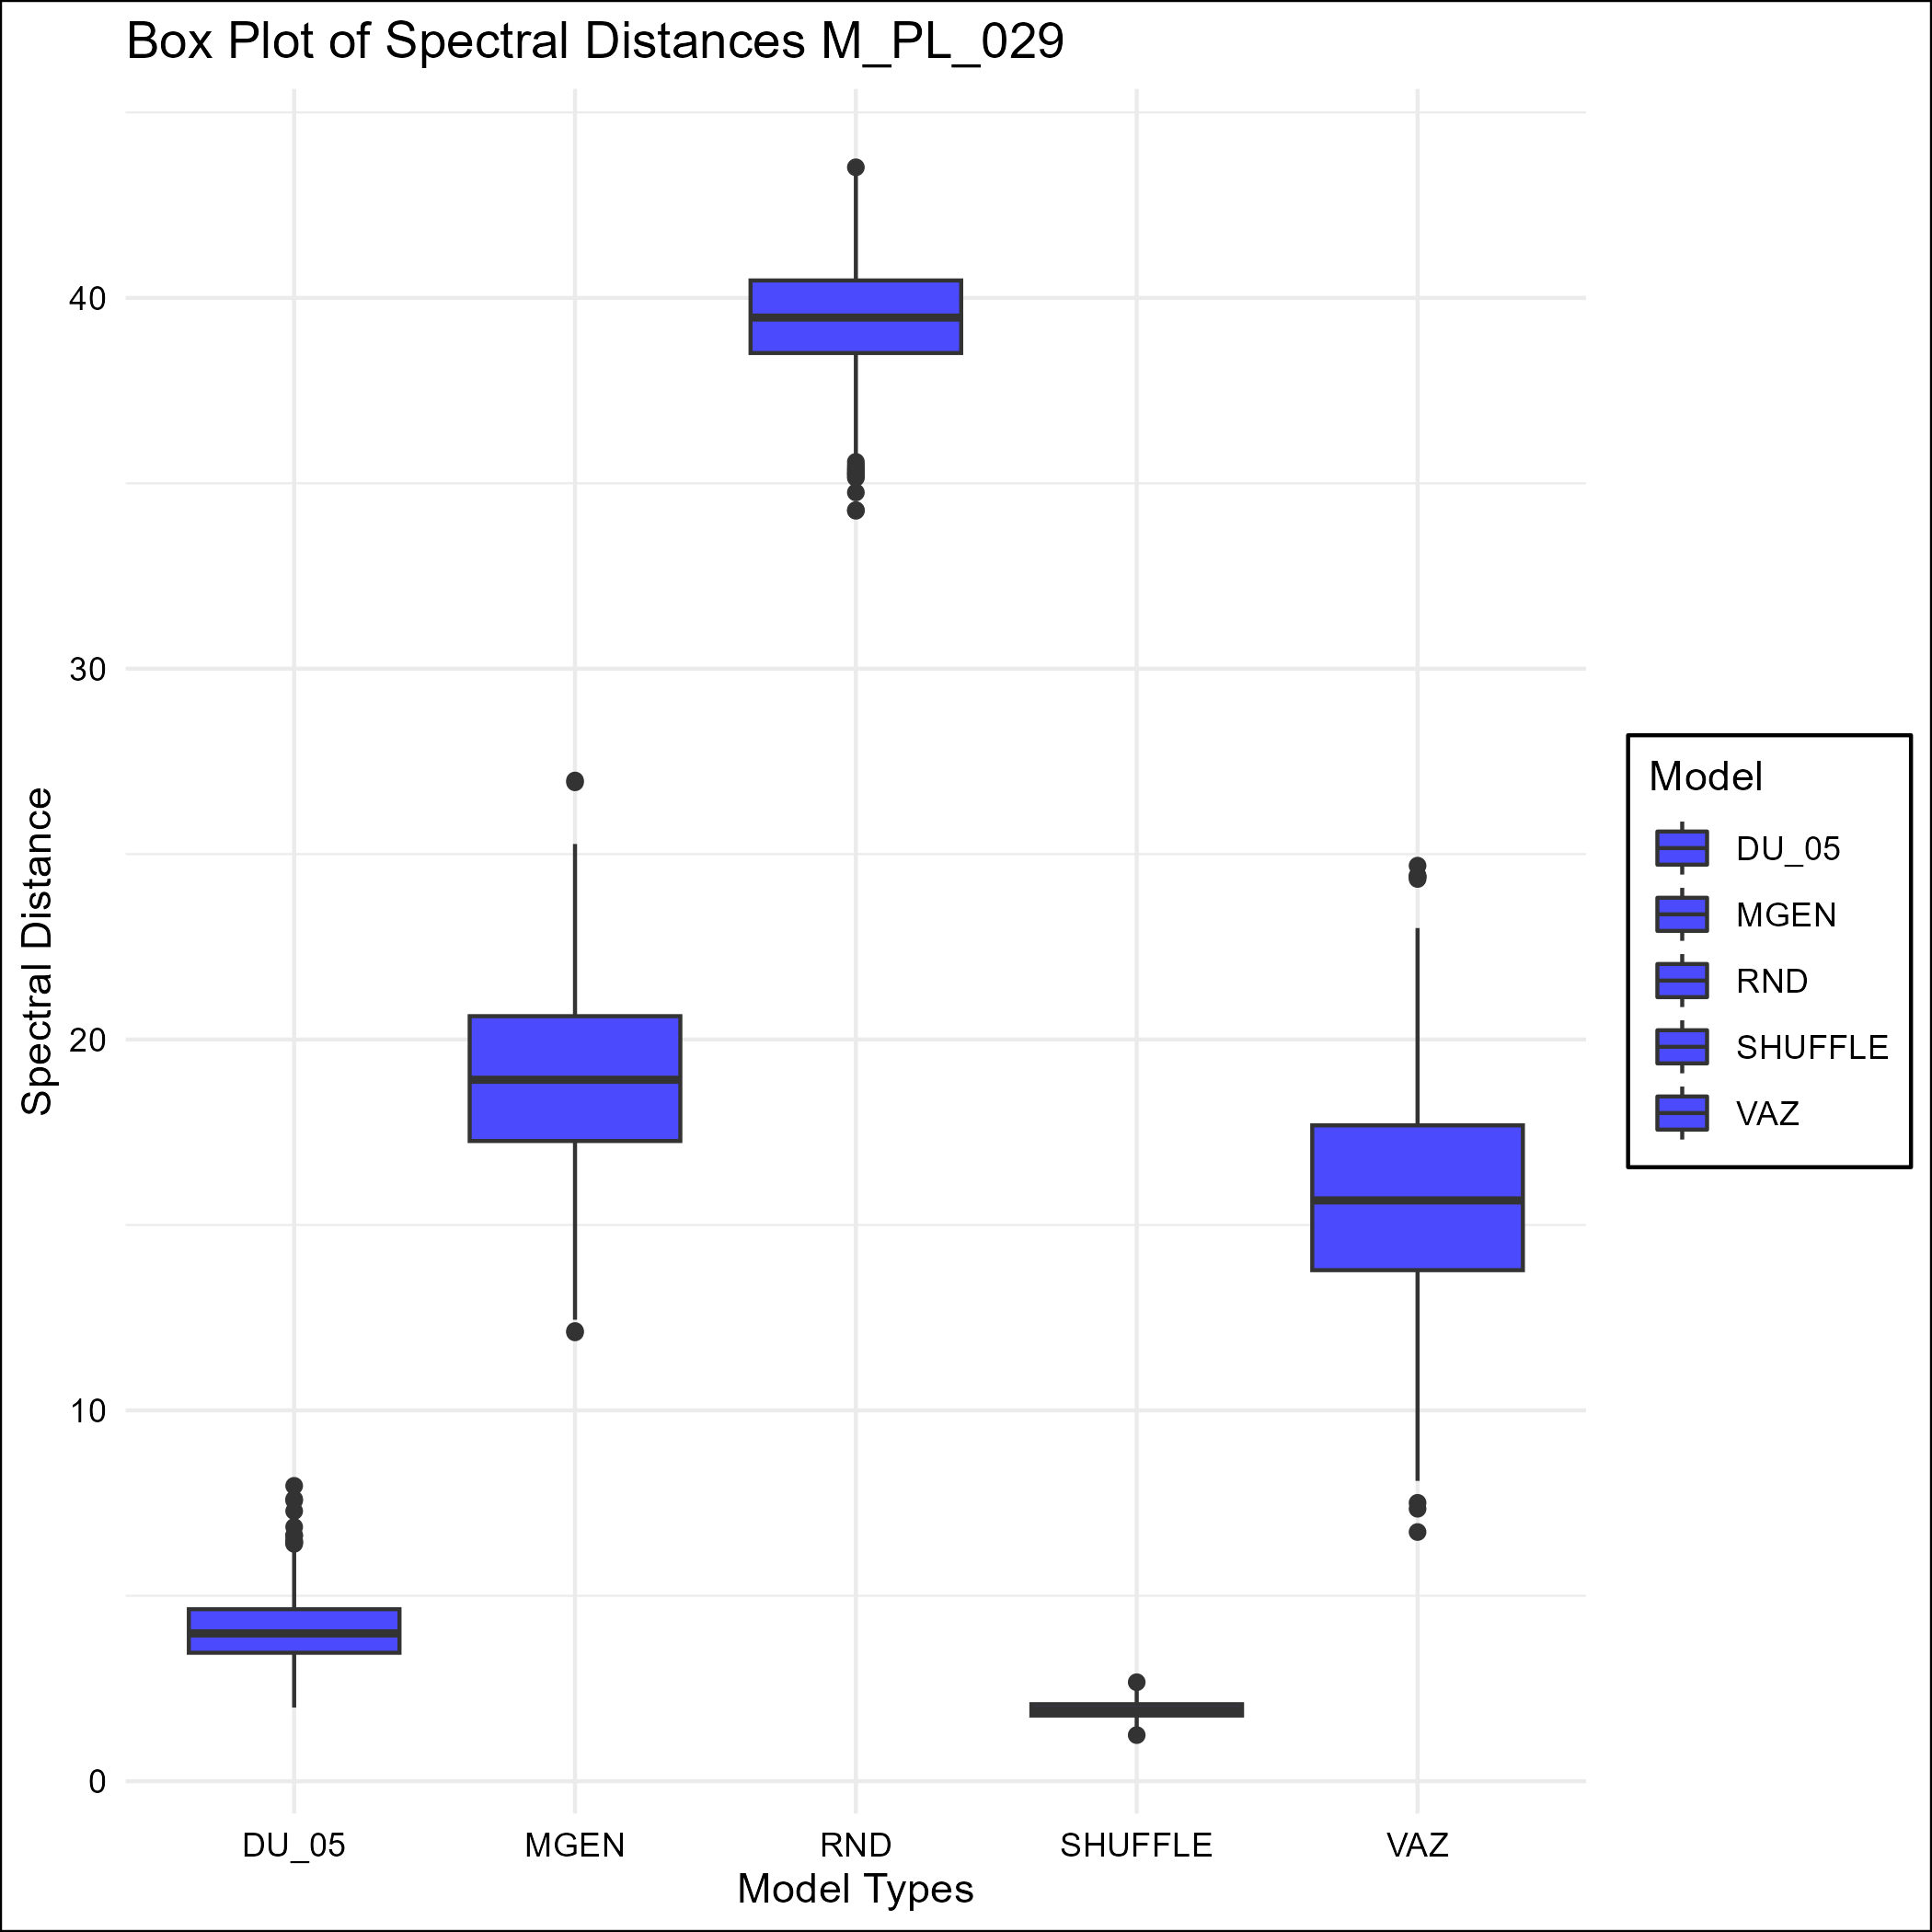 Box Plot of Spectral Distances M_PL_029
Spectral Distance
40
30
20
10
0
DU_05
MGEN
RND
SHUFFLE
VAZ
Model Types
Model
DU_05
MGEN
RND
SHUFFLE
VAZ